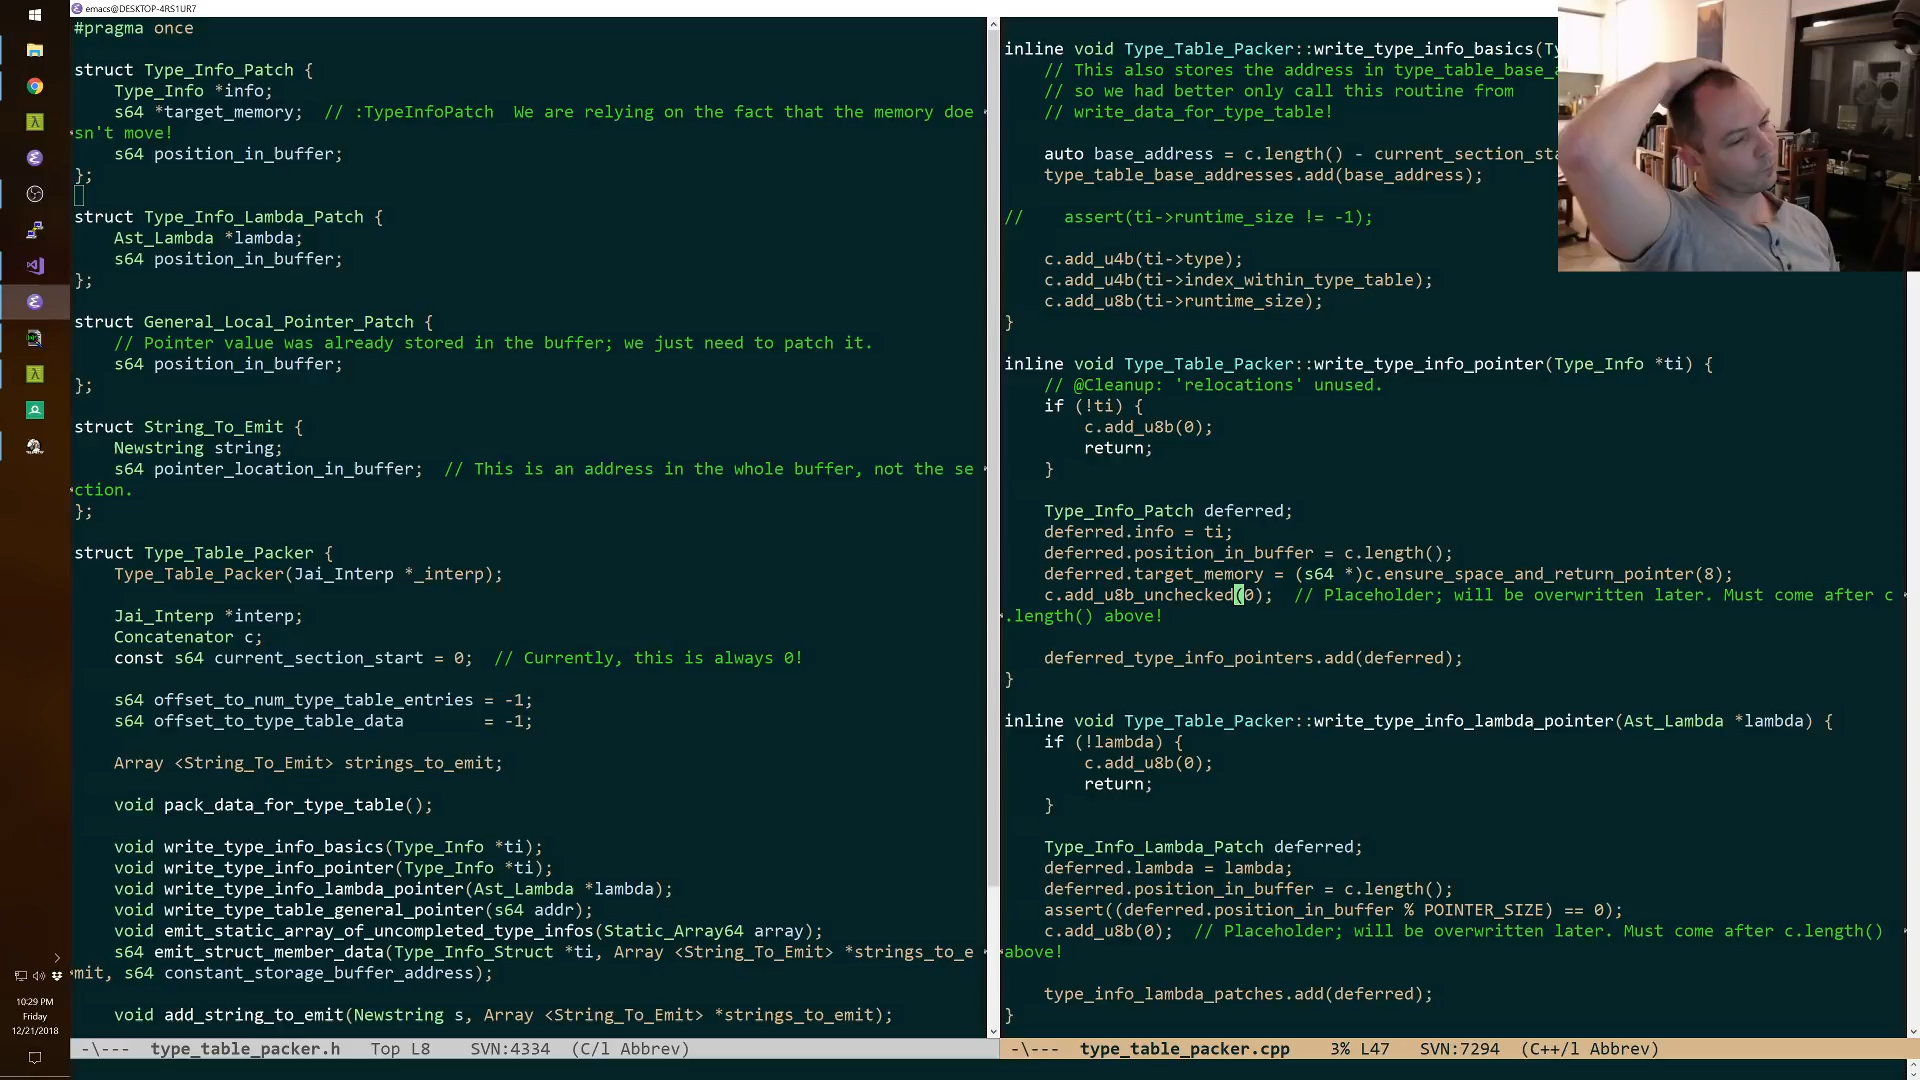 emacs@DESKTOP-4RS1UR7
#pragma once
struct Type_Info_Patch {
    Type_Info *info;
    s64 *target_memory;  // :TypeInfoPatch  We are relying on the fact that the memory doe
sn't move!
    s64 position_in_buffer;
};
struct Type_Info_Lambda_Patch {
    Ast_Lambda *lambda;
    s64 position_in_buffer;
};
struct General_Local_Pointer_Patch {
    // Pointer value was already stored in the buffer; we just need to patch it.
    s64 position_in_buffer;
};
struct String_To_Emit {
    Newstring string;
    s64 pointer_location_in_buffer;  // This is an address in the whole buffer, not the se
ction.
};
struct Type_Table_Packer {
    Type_Table_Packer(Jai_Interp *_interp);
    Jai_Interp *interp;
    Concatenator c;
    const s64 current_section_start = 0;  // Currently, this is always 0!
    s64 offset_to_num_type_table_entries = -1;
    s64 offset_to_type_table_data        = -1;
    Array <String_To_Emit> strings_to_emit;
    void pack_data_for_type_table();
    void write_type_info_basics(Type_Info *ti);
    void write_type_info_pointer(Type_Info *ti);
    void write_type_info_lambda_pointer(Ast_Lambda *lambda);
    void write_type_table_general_pointer(s64 addr);
    void emit_static_array_of_uncompleted_type_infos(Static_Array64 array);
    s64 emit_struct_member_data(Type_Info_Struct *ti, Array <String_To_Emit> *strings_to_e
mit, s64 constant_storage_buffer_address);
    void add_string_to_emit(Newstring s, Array <String_To_Emit> *strings_to_emit);
-\---  type_table_packer.h   Top L8    SVN:4334  (C/l Abbrev)
inline void Type_Table_Packer::write_type_info_basics(Ty
    // This also stores the address in type_table_base_a
    // so we had better only call this routine from
    // write_data_for_type_table!
    auto base_address = c.length() - current_section_sta
    type_table_base_addresses.add(base_address);
//    assert(ti->runtime_size != -1);
    c.add_u4b(ti->type);
    c.add_u4b(ti->index_within_type_table);
    c.add_u8b(ti->runtime_size);
}
inline void Type_Table_Packer::write_type_info_pointer(Type_Info *ti) {
    // @Cleanup: 'relocations' unused.
    if (!ti) {
        c.add_u8b(0);
        return;
    }
    Type_Info_Patch deferred;
    deferred.info = ti;
    deferred.position_in_buffer = c.length();
    deferred.target_memory = (s64 *)c.ensure_space_and_return_pointer(8);
    c.add_u8b_unchecked(0);  // Placeholder; will be overwritten later. Must come after c
.length() above!
    deferred_type_info_pointers.add(deferred);
}
inline void Type_Table_Packer::write_type_info_lambda_pointer(Ast_Lambda *lambda) {
    if (!lambda) {
        c.add_u8b(0);
        return;
    }
    Type_Info_Lambda_Patch deferred;
    deferred.lambda = lambda;
    deferred.position_in_buffer = c.length();
    assert((deferred.position_in_buffer % POINTER_SIZE) == 0);
    c.add_u8b(0);  // Placeholder; will be overwritten later. Must come after c.length()
above!
    type_info_lambda_patches.add(deferred);
}
-\---  type_table_packer.cpp    3% L47   SVN:7294  (C++/l Abbrev)
10:29 PM
Friday
12/21/2018